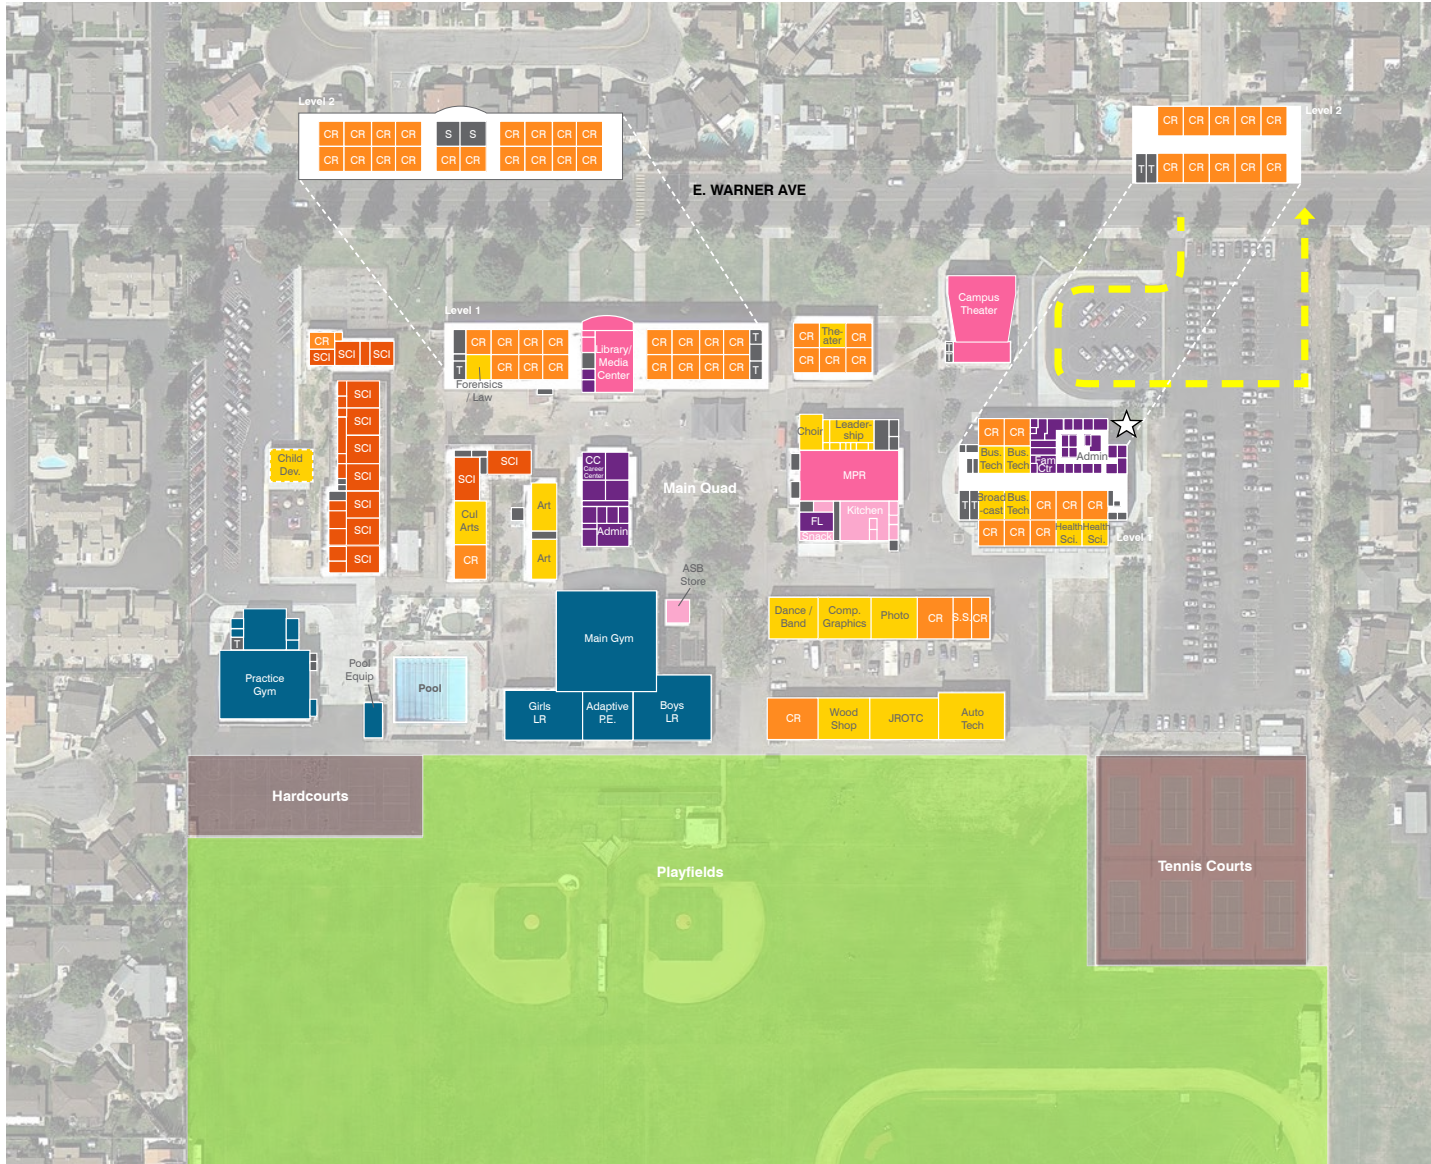 Level 2
CR CR CR CR S S CR CR CR CR
CR CR CR CR CR CR CR CR CR CR
Level 2
CR CR CR CR CR
T T CR CR CR CR CR
E. WARNER AVE
Level 1
CR CR CR CR
T CR CR CR
Forensics
/ Law
Library/
Media
Center
CR CR CR CR T
CR CR CR CR T
CR The-
ater CR
CR CR CR
Campus
Theater
CR
SCI SCI SCI
SCI
SCI
SCI
SCI
SCI
SCI
SCI
Child
Dev.
SCI
SCI
Cul
Arts
CR
Art
Art
CC
Career
Center
Admin
Main Quad
Choir
Leader-
ship
MPR
FL
Snack
Kitchen
CR CR
Bus.
Tech
Bus.
Tech
Fam
Ctr
Admin
T T
Broad
-cast
Bus.
Tech
CR CR CR
CR CR CR
Health
Sci.
Health
Sci.
Level 1
ASB
Store
Main Gym
Girls
LR
Adaptive
P.E.
Boys
LR
T
Practice
Gym
Pool
Equip
Pool
Dance /
Band
Comp.
Graphics
Photo
CR
S.S.
CR
CR
Wood
Shop
JROTC
Auto
Tech
Hardcourts
Playfields
Tennis Courts